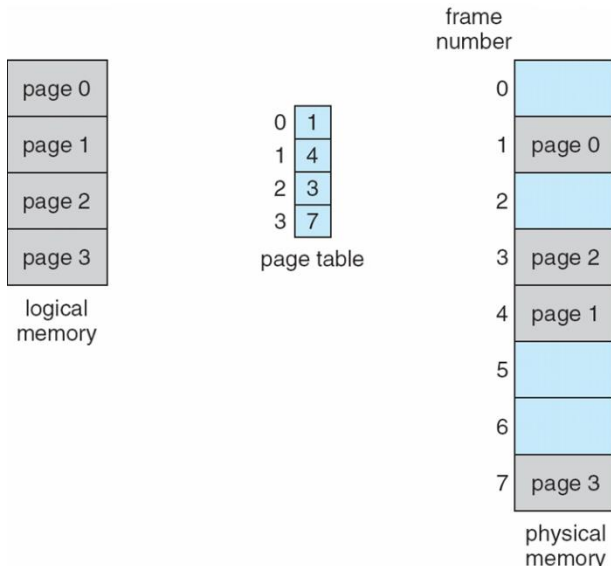 page 0
page 1
page 2
page 3
logical
memory
0 1
1 4
2 3
3 7
page table
frame
number
0
1 page 0
2
3 page 2
4 page 1
5
6
7 page 3
physical
memory